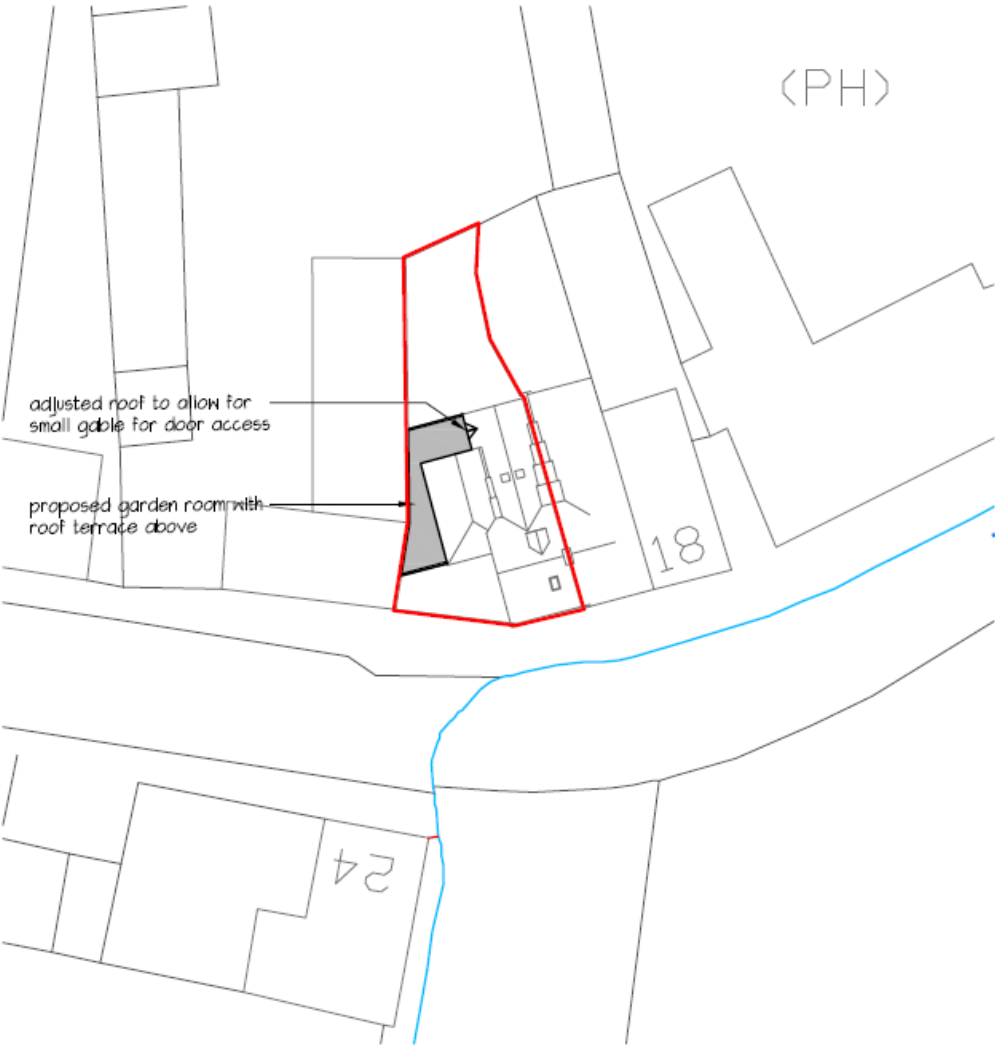 (PH)
adjusted roof to allow for
small gable for door access
proposed garden room with
roof terrace above
18
24